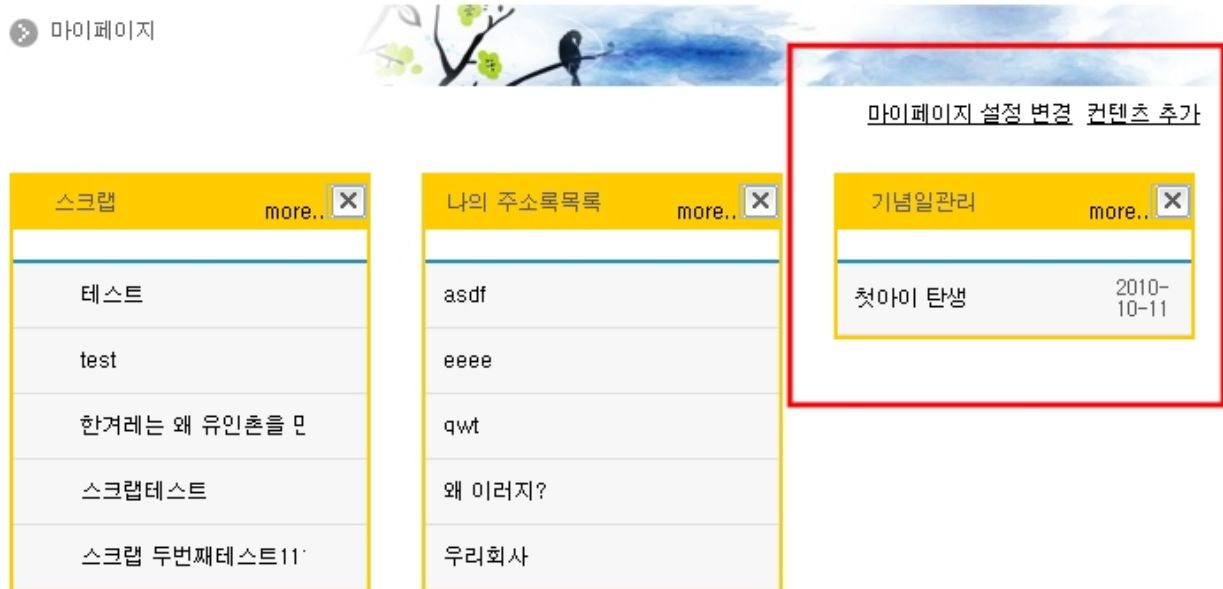 마이페이지
마이페이지 설정 변경 컨텐츠 추가
스크랩 more..
테스트
test
한겨레는 왜 유인촌을
스크랩테스트
스크랩 두번째테스트11
나의 주소록목록 more..
asdf
eeee
qwt
왜 이러지?
우리회사
기념일관리 more..
첫아이 탄생 2010-
10-11